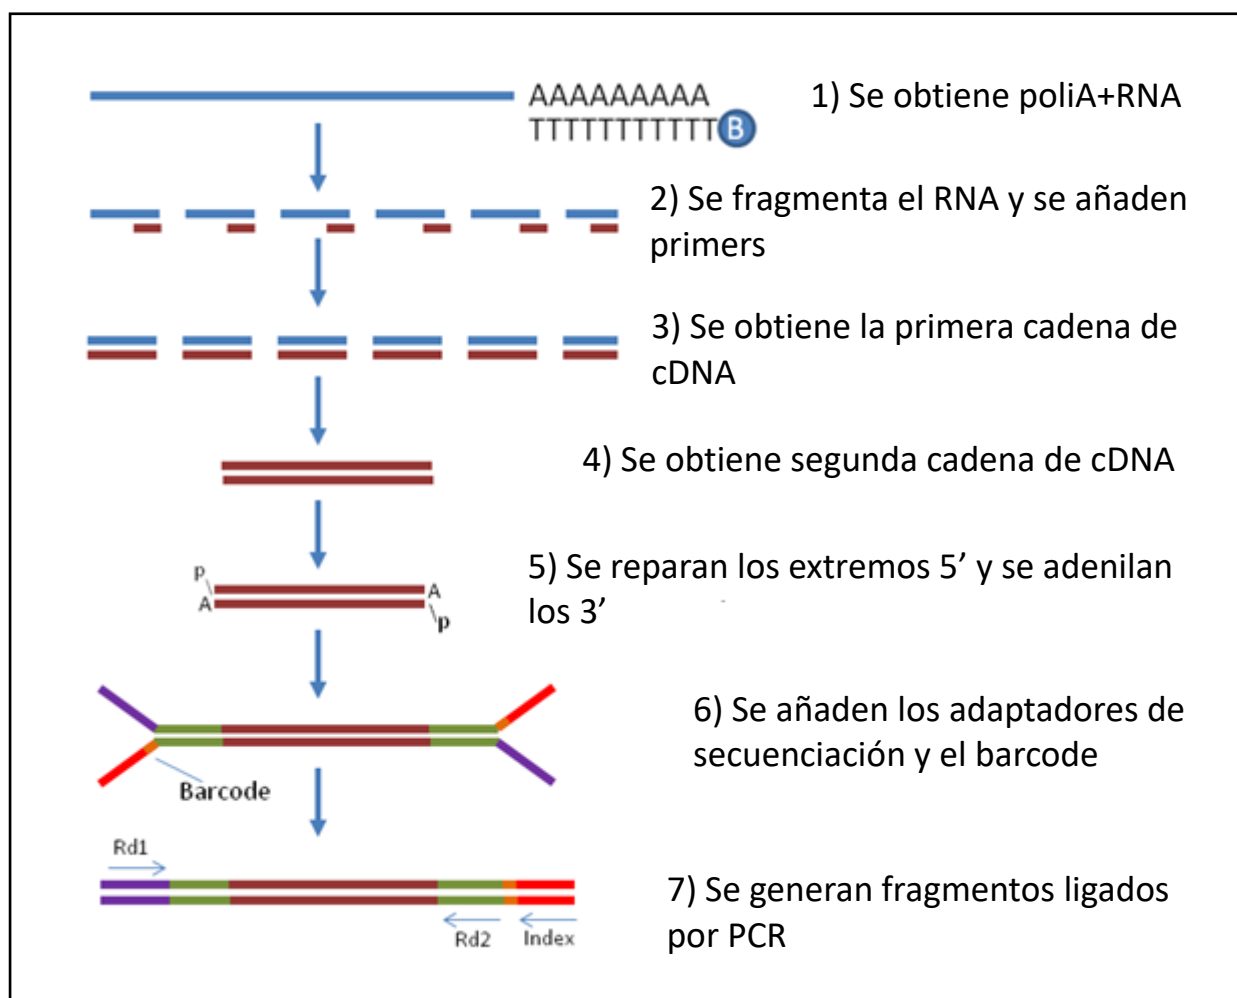 AAAAAAAAA
TTTTTTTTTTT B
1) Se obtiene poliA+RNA
2) Se fragmenta el RNA y se añaden
primers
3) Se obtiene la primera cadena de
cDNA
4) Se obtiene segunda cadena de cDNA
p
A
A
p
5) Se reparan los extremos 5’ y se adenilan
los 3’
Barcode
6) Se añaden los adaptadores de
secuenciación y el barcode
Rd1
Rd2
Index
7) Se generan fragmentos ligados
por PCR